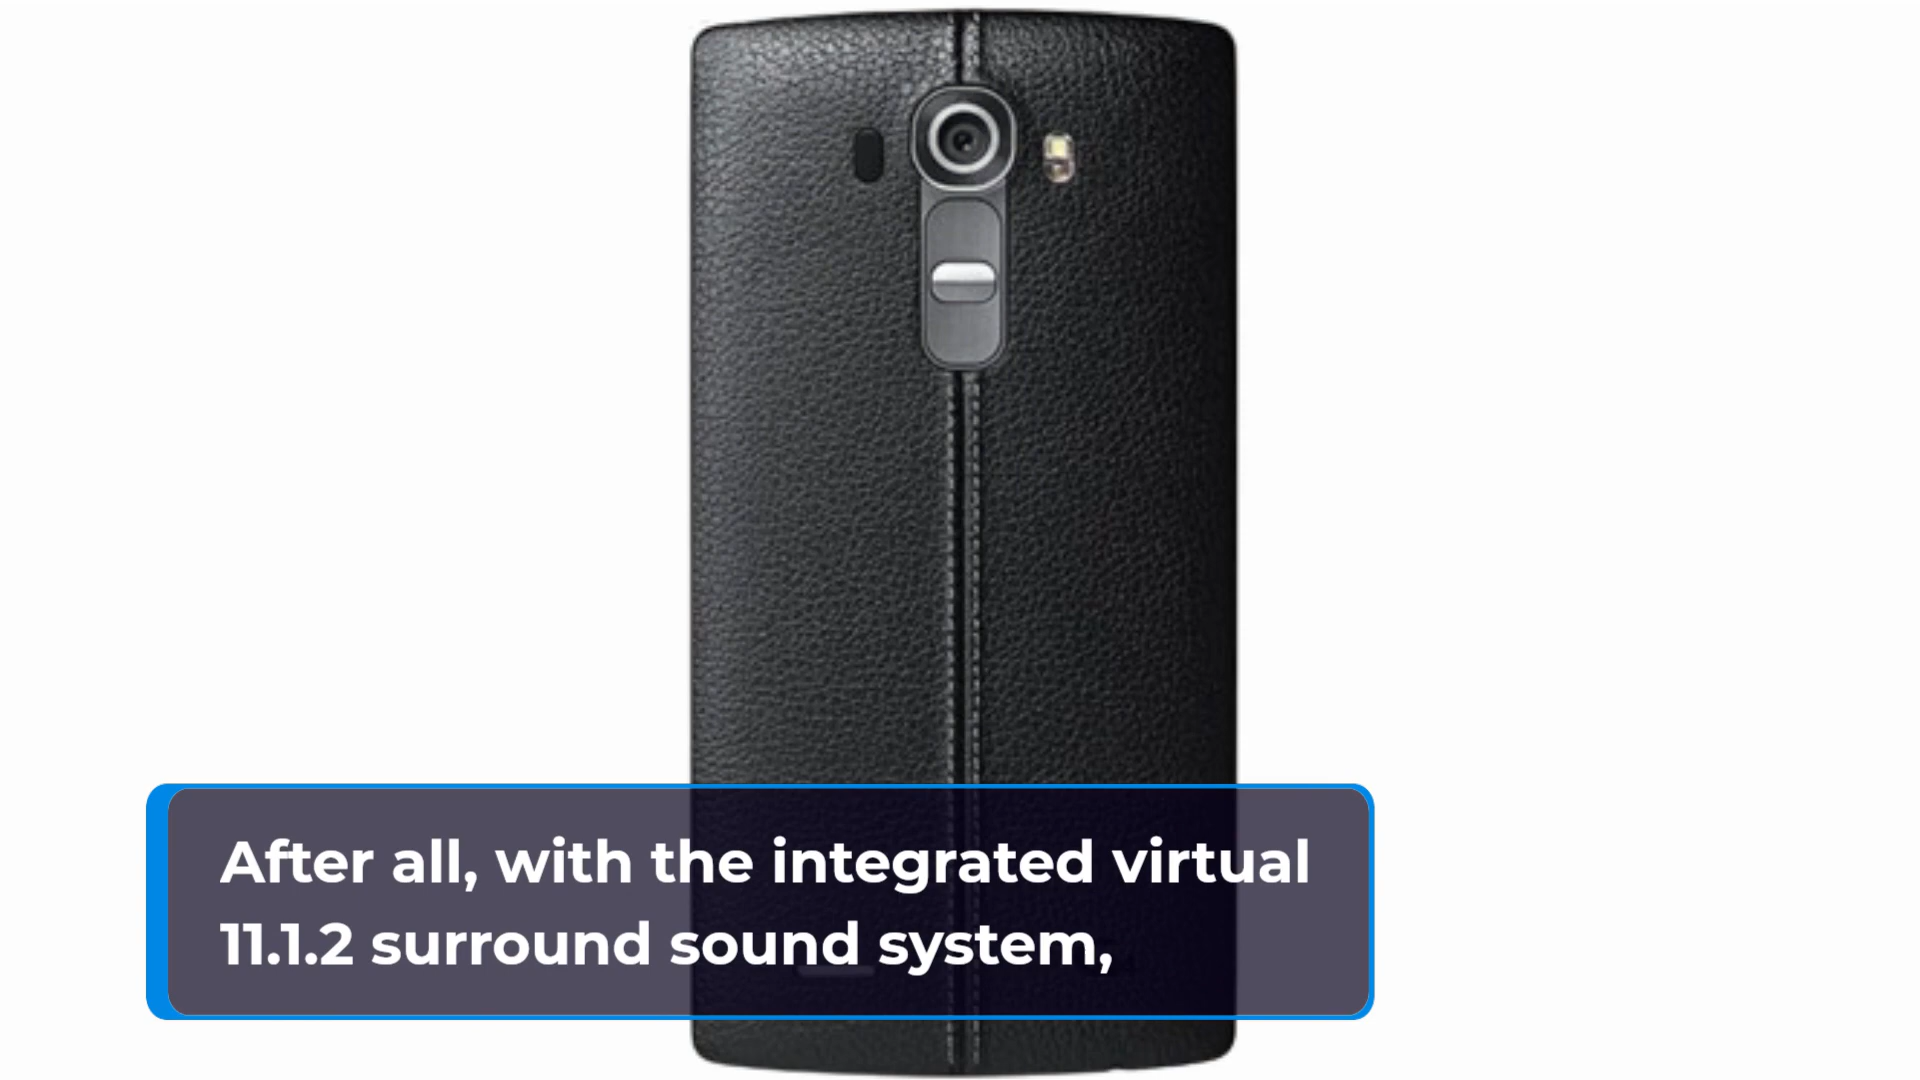 After all, with the integrated virtual
11.1.2 surround sound system,